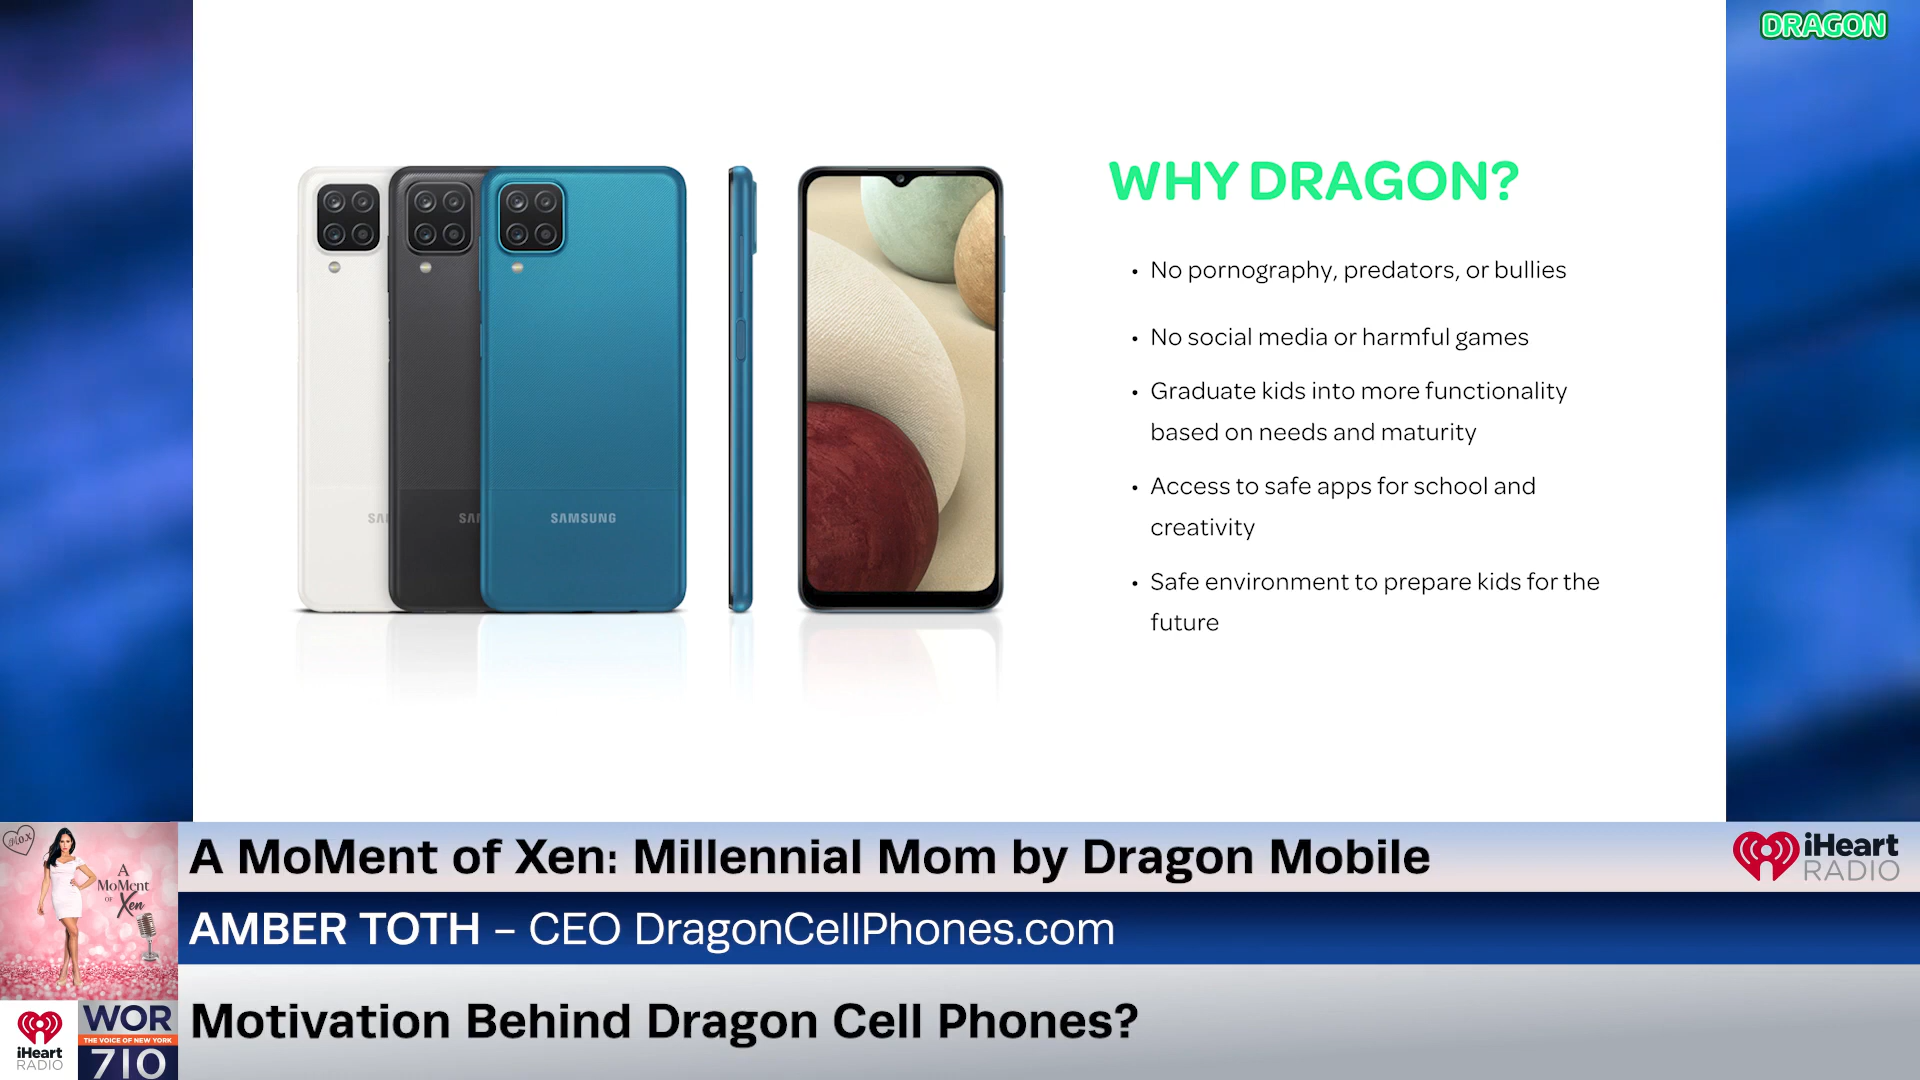 DRAGON
WHY DRAGON?
• No pornography, predators, or bullies
• No social media or harmful games
• Graduate kids into more functionality
based on needs and maturity
• Access to safe apps for school and
creativity
• Safe environment to prepare kids for the
future
SAM
SAM
SAMSUNG
A MoMent of Xen: Millennial Mom by Dragon Mobile
iHeart
RADIO
AMBER TOTH – CEO DragonCellPhones.com
Motivation Behind Dragon Cell Phones?
M.O.X
A
MoMent
OF
Xen
iHeart
RADIO
WOR
THE VOICE OF NEW YORK
710